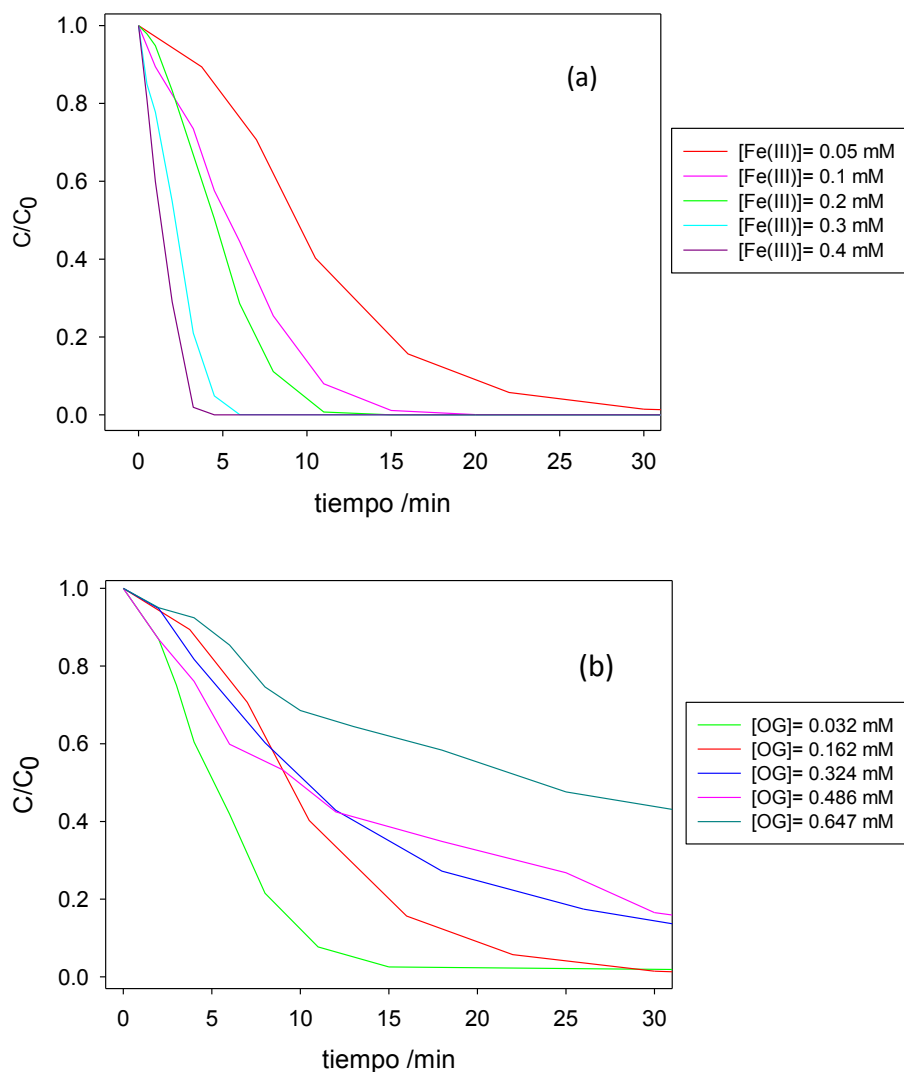 1.0
0.8
0.6
0.4
0.2
0.0
C/C0
(a)
0 5 10 15 20 25 30
tiempo /min
[Fe(III)]= 0.05 mM
[Fe(III)]= 0.1 mM
[Fe(III)]= 0.2 mM
[Fe(III)]= 0.3 mM
[Fe(III)]= 0.4 mM
1.0
0.8
0.6
0.4
0.2
0.0
C/C0
(b)
0 5 10 15 20 25 30
tiempo /min
[OG]= 0.032 mM
[OG]= 0.162 mM
[OG]= 0.324 mM
[OG]= 0.486 mM
[OG]= 0.647 mM